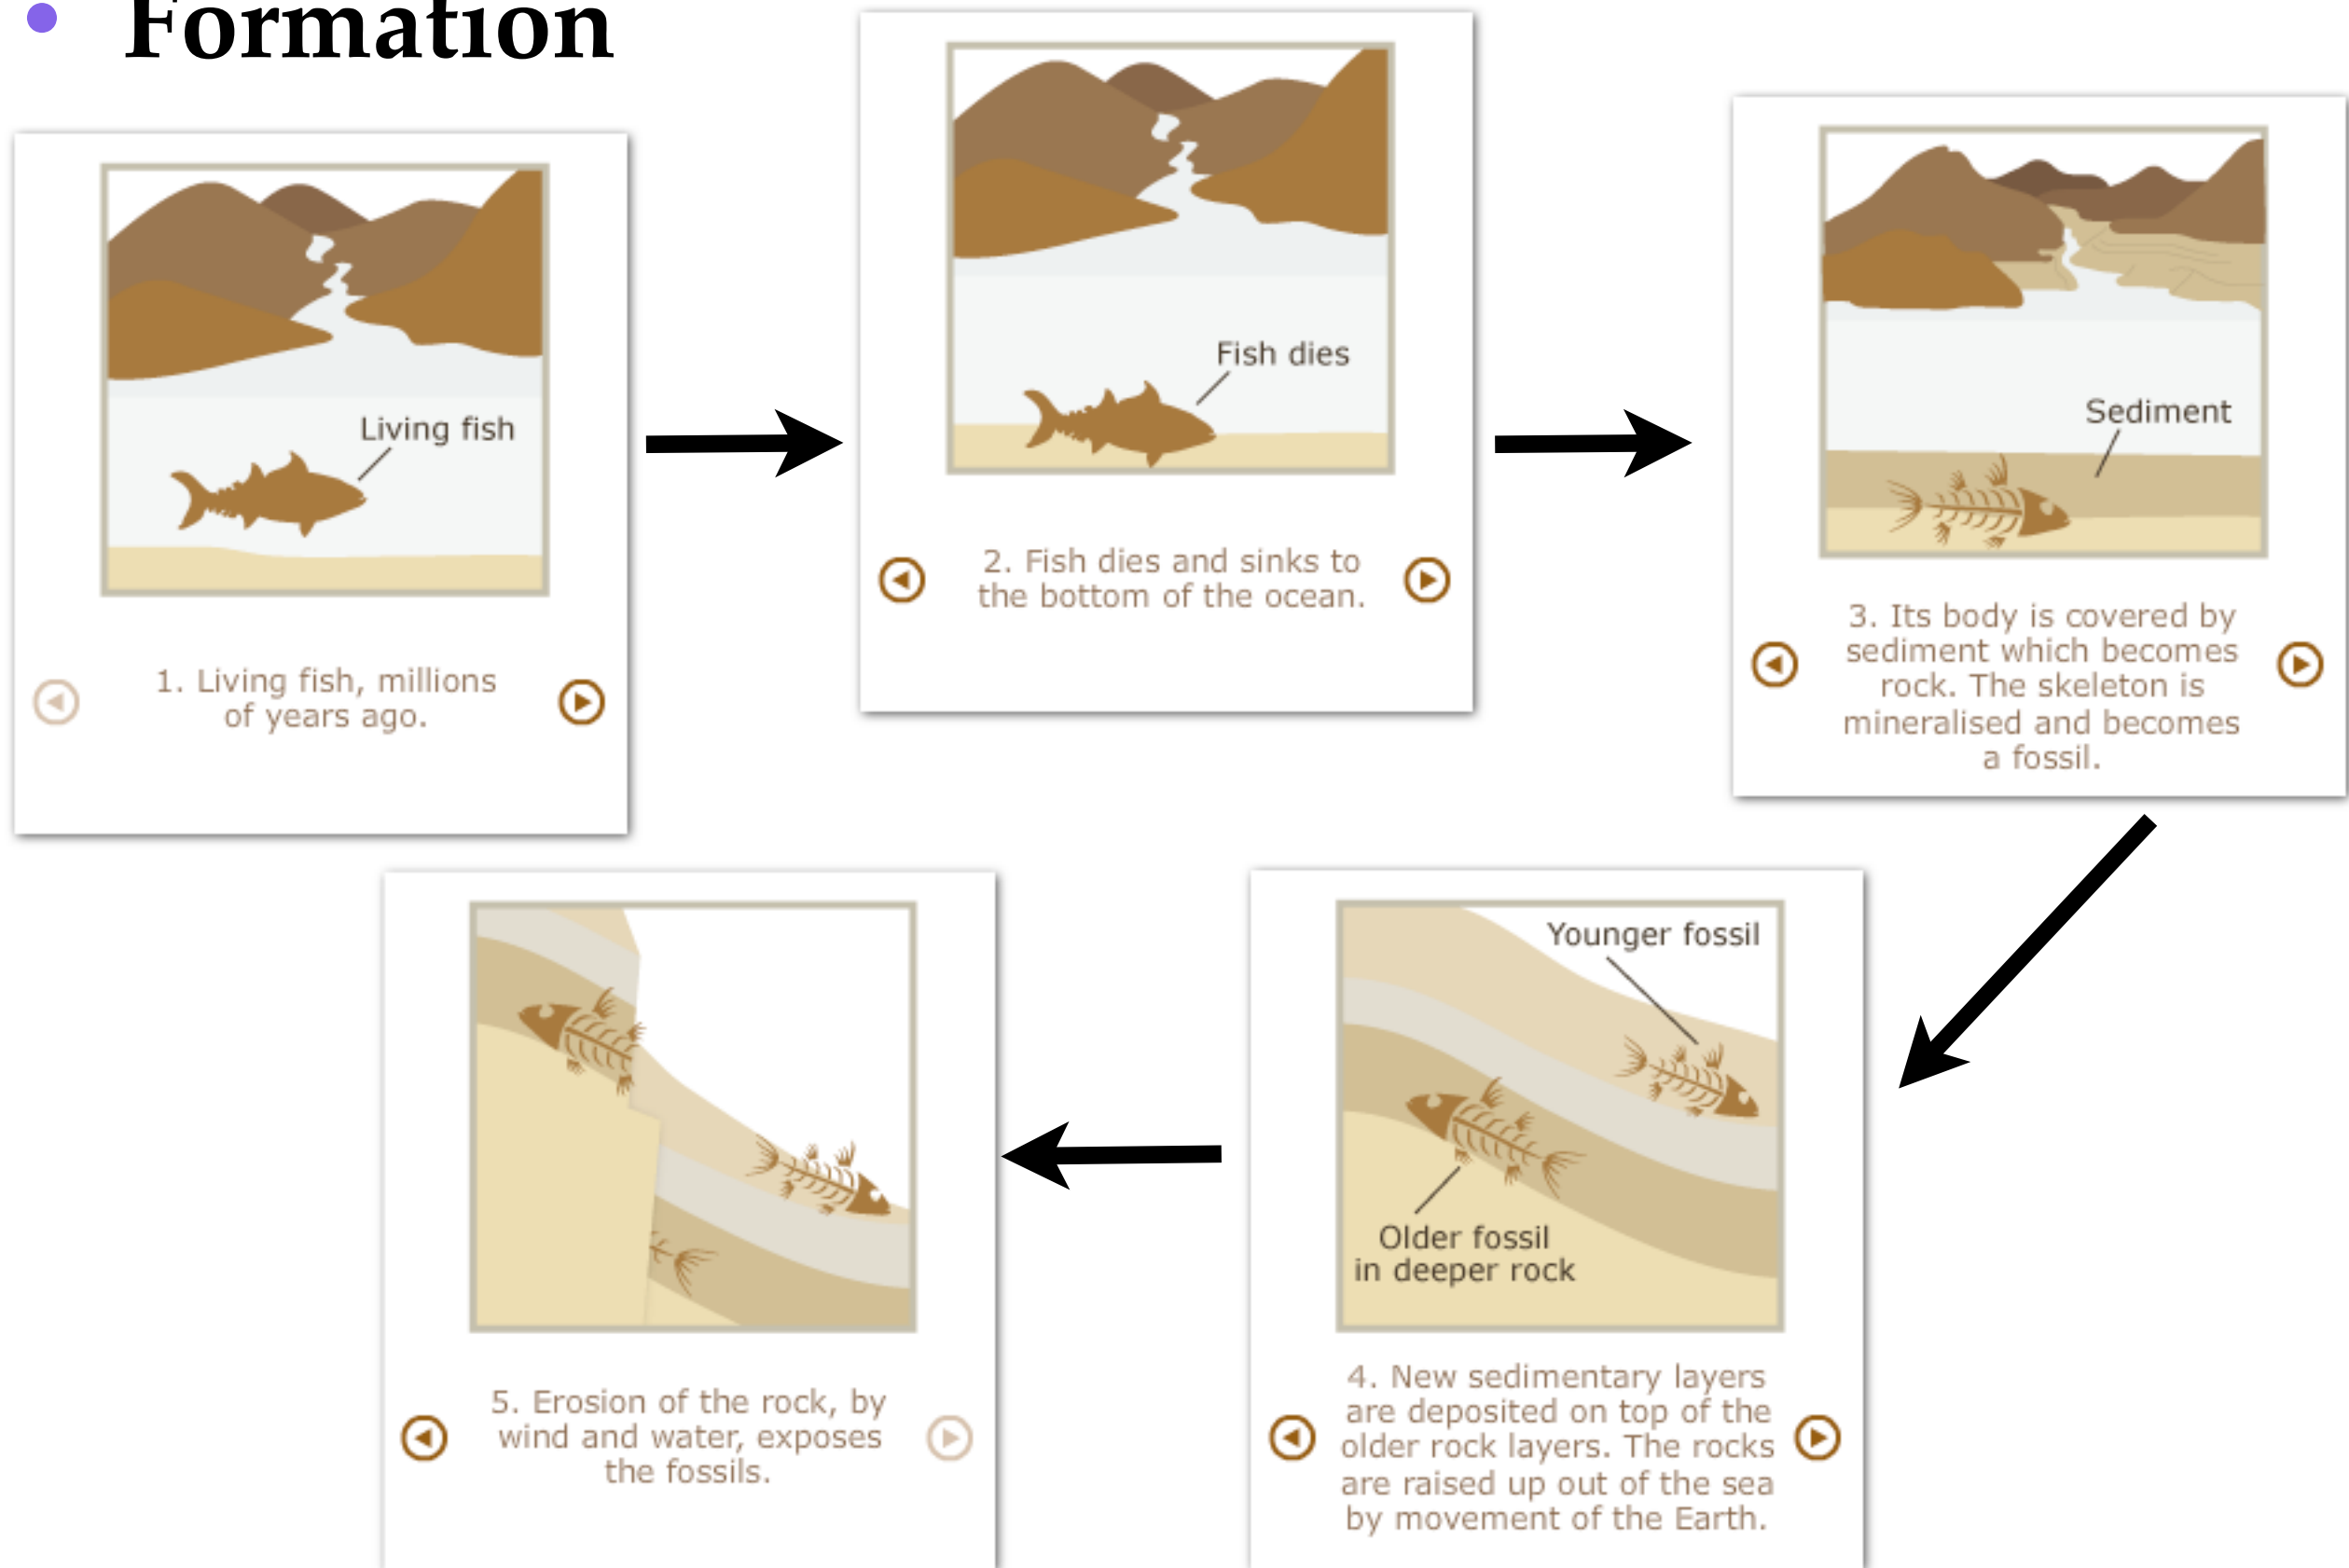 Formation
Living fish
1. Living fish, millions
of years ago.
Fish dies
2. Fish dies and sinks to
the bottom of the ocean.
Sediment
3. Its body is covered by
sediment which becomes
rock. The skeleton is
mineralised and becomes
a fossil.
Younger fossil
Older fossil
in deeper rock
4. New sedimentary layers
are deposited on top of the
older rock layers. The rocks
are raised up out of the sea
by movement of the Earth.
5. Erosion of the rock, by
wind and water, exposes
the fossils.